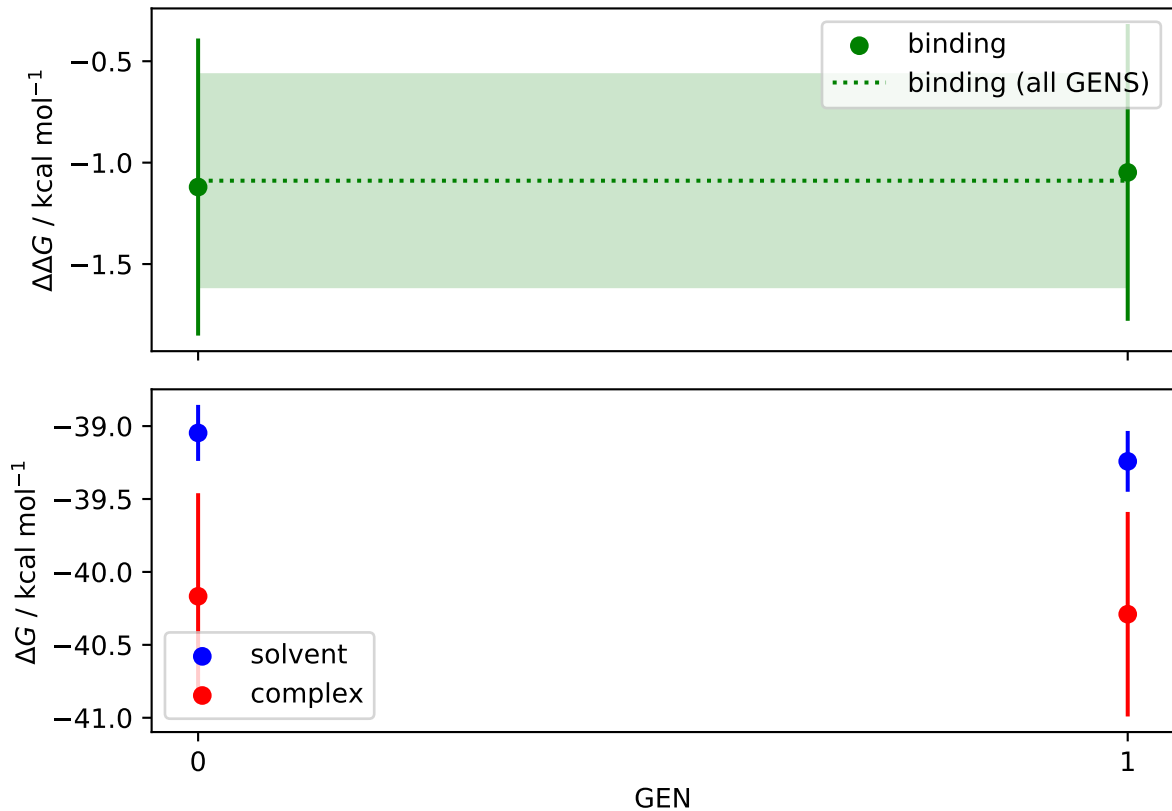 binding
binding (all GENS)
−0.5
−1.0
−1.5
ΔΔG / kcal mol⁻¹
−39.0
−39.5
−40.0
−40.5
−41.0
ΔG / kcal mol⁻¹
solvent
complex
0
1
GEN